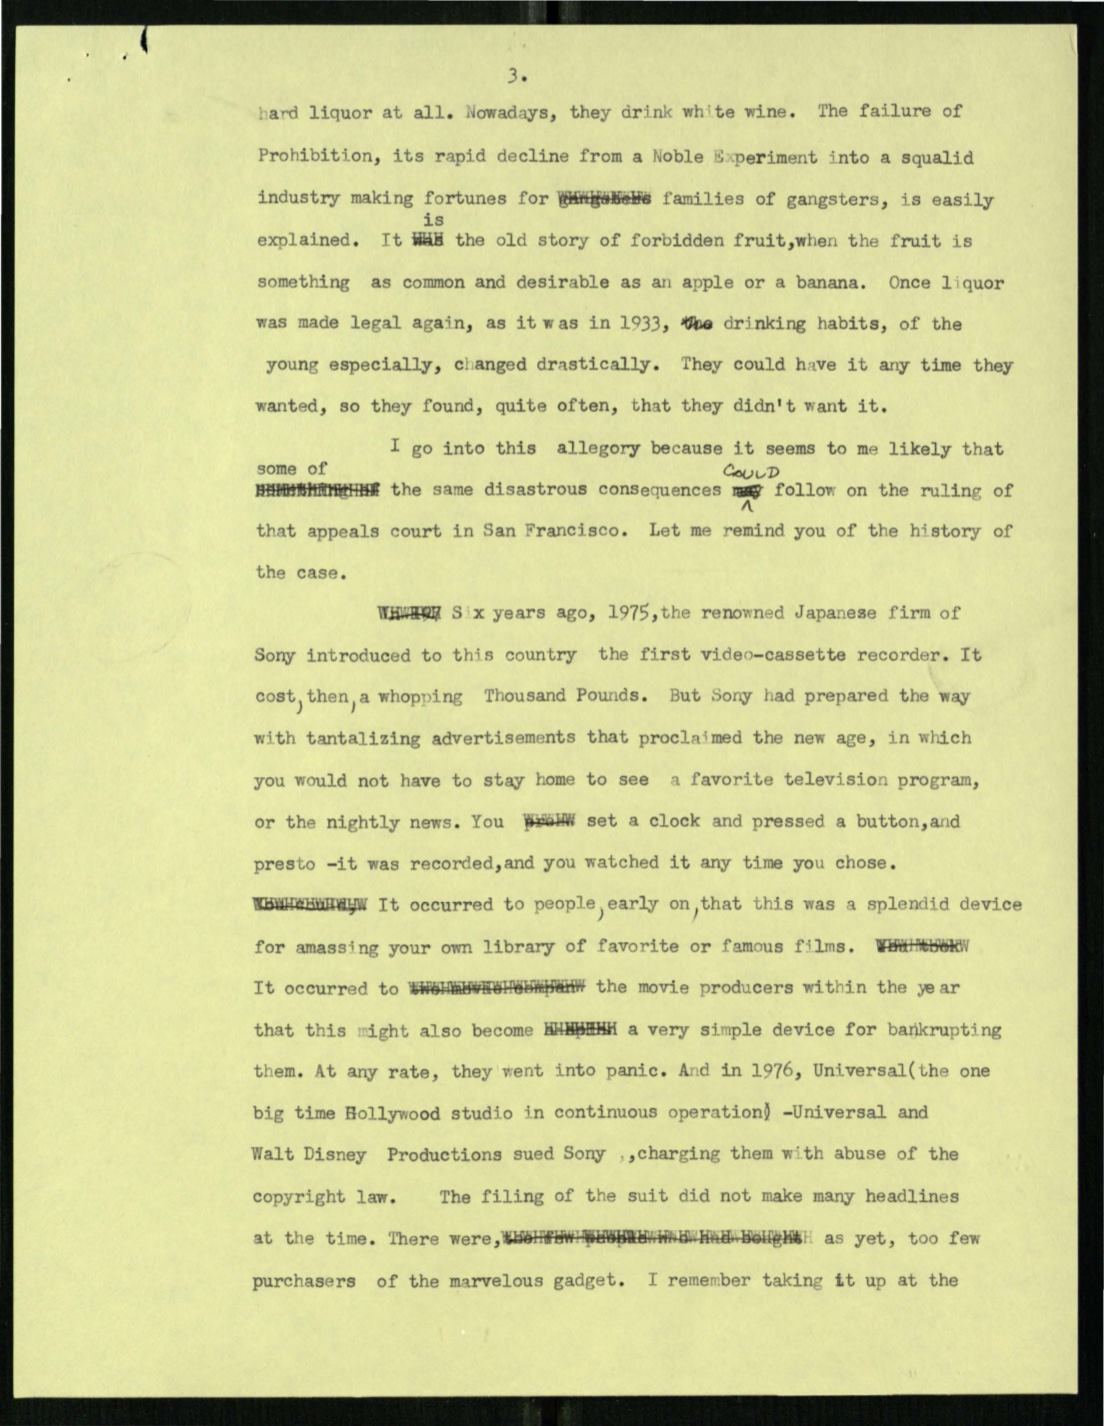 3.
hard liquor at all. Nowadays, they drink white wine. The failure of
Prohibition, its rapid decline from a Noble Experiment into a squalid
industry making fortunes for gangsters families of gangsters, is easily
is
explained. It was the old story of forbidden fruit,when the fruit is
something as common and desirable as an apple or a banana. Once liquor
was made legal again, as it was in 1933, the drinking habits, of the
young especially, changed drastically. They could have it any time they
wanted, so they found, quite often, that they didn't want it.
I go into this allegory because it seems to me likely that
some of COULD
something of the same disastrous consequences may follow on the ruling of
that appeals court in San Francisco. Let me remind you of the history of
the case.
Six years ago, 1975,the renowned Japanese firm of
Sony introduced to this country the first video-cassette recorder. It
cost, then, a whopping Thousand Pounds. But Sony had prepared the way
with tantalizing advertisements that proclaimed the new age, in which
you would not have to stay home to see a favorite television program,
or the nightly news. You set a clock and pressed a button,and
presto -it was recorded,and you watched it any time you chose.
It occurred to people, early on, that this was a splendid device
for amassing your own library of favorite or famous films.
It occurred to the movie producers within the year
that this might also become a very simple device for bankrupting
them. At any rate, they went into panic. And in 1976, Universal(the one
big time Hollywood studio in continuous operation) -Universal and
Walt Disney Productions sued Sony ,,charging them with abuse of the
copyright law. The filing of the suit did not make many headlines
at the time. There were, as yet, too few
purchasers of the marvelous gadget. I remember taking it up at the